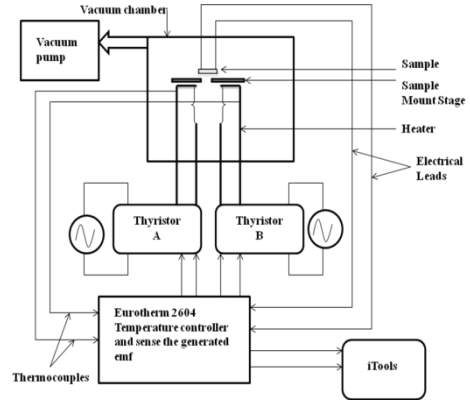 Vacuum chamber
Vacuum
pump
Sample
Sample
Mount Stage
Heater
Electrical
Leads
Thyristor
A
Thyristor
B
Eurotherm 2604
Temperature controller
and sense the generated
emf
iTools
Thermocouples